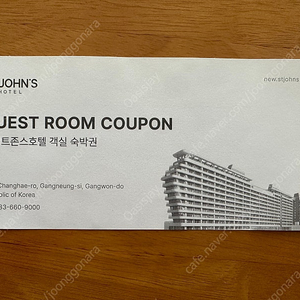 JOHN'S
HOTEL
new.stjohns
UEST ROOM COUPON
트존스호텔 객실 숙박권
Changhae-ro, Gangneung-si, Gangwon-do
blic of Korea
33-660-9000